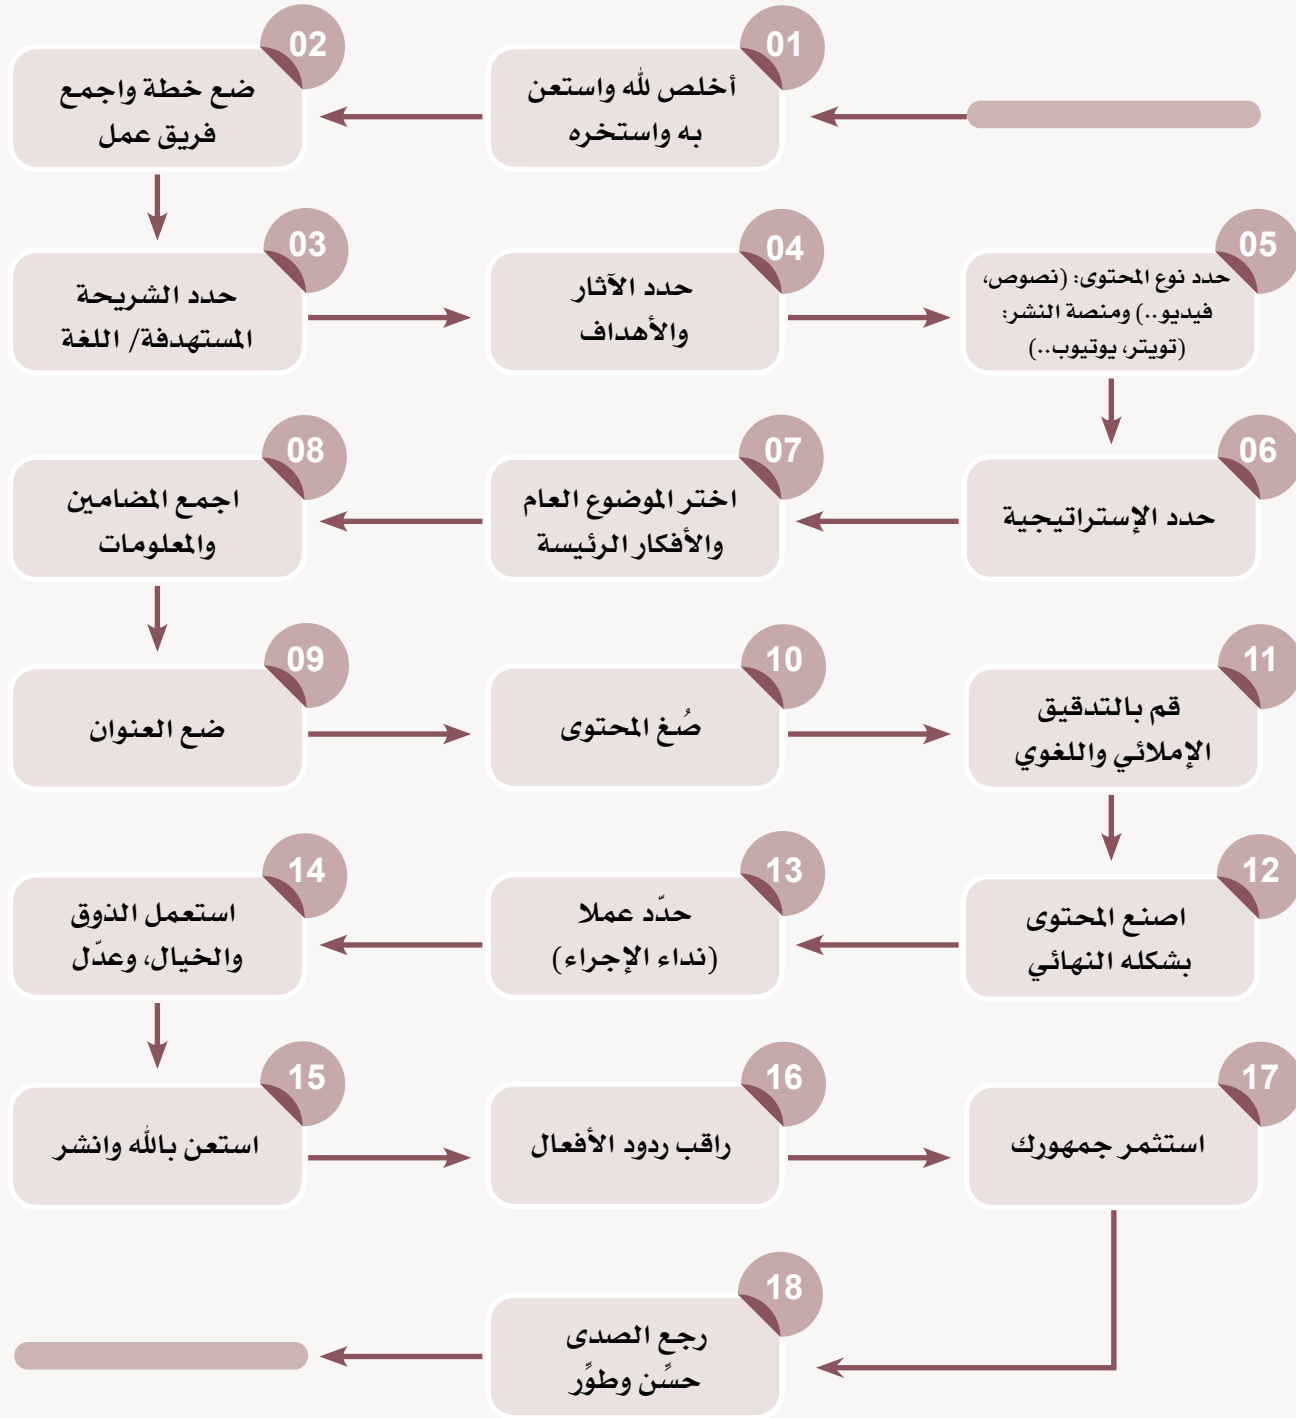 01
أخلص لله واستعن
به واستخره
02
ضع خطة واجمع
فريق عمل
03
حدد الشريحة
المستهدفة/ اللغة
04
حدد الآثار
والأهداف
05
حدد نوع المحتوى: (نصوص،
فيديو..) ومنصة النشر:
(تويتر، يوتيوب..)
06
حدد الإستراتيجية
07
اختر الموضوع العام
والأفكار الرئيسة
08
اجمع المضامين
والمعلومات
09
ضع العنوان
10
صُغ المحتوى
11
قم بالتدقيق
الإملائي واللغوي
12
اصنع المحتوى
بشكله النهائي
13
حدّد عملا
(نداء الإجراء)
14
استعمل الذوق
والخيال، وعدّل
15
استعن بالله وانشر
16
راقب ردود الأفعال
17
استثمر جمهورك
18
رجع الصدى
حسِّن وطوِّر